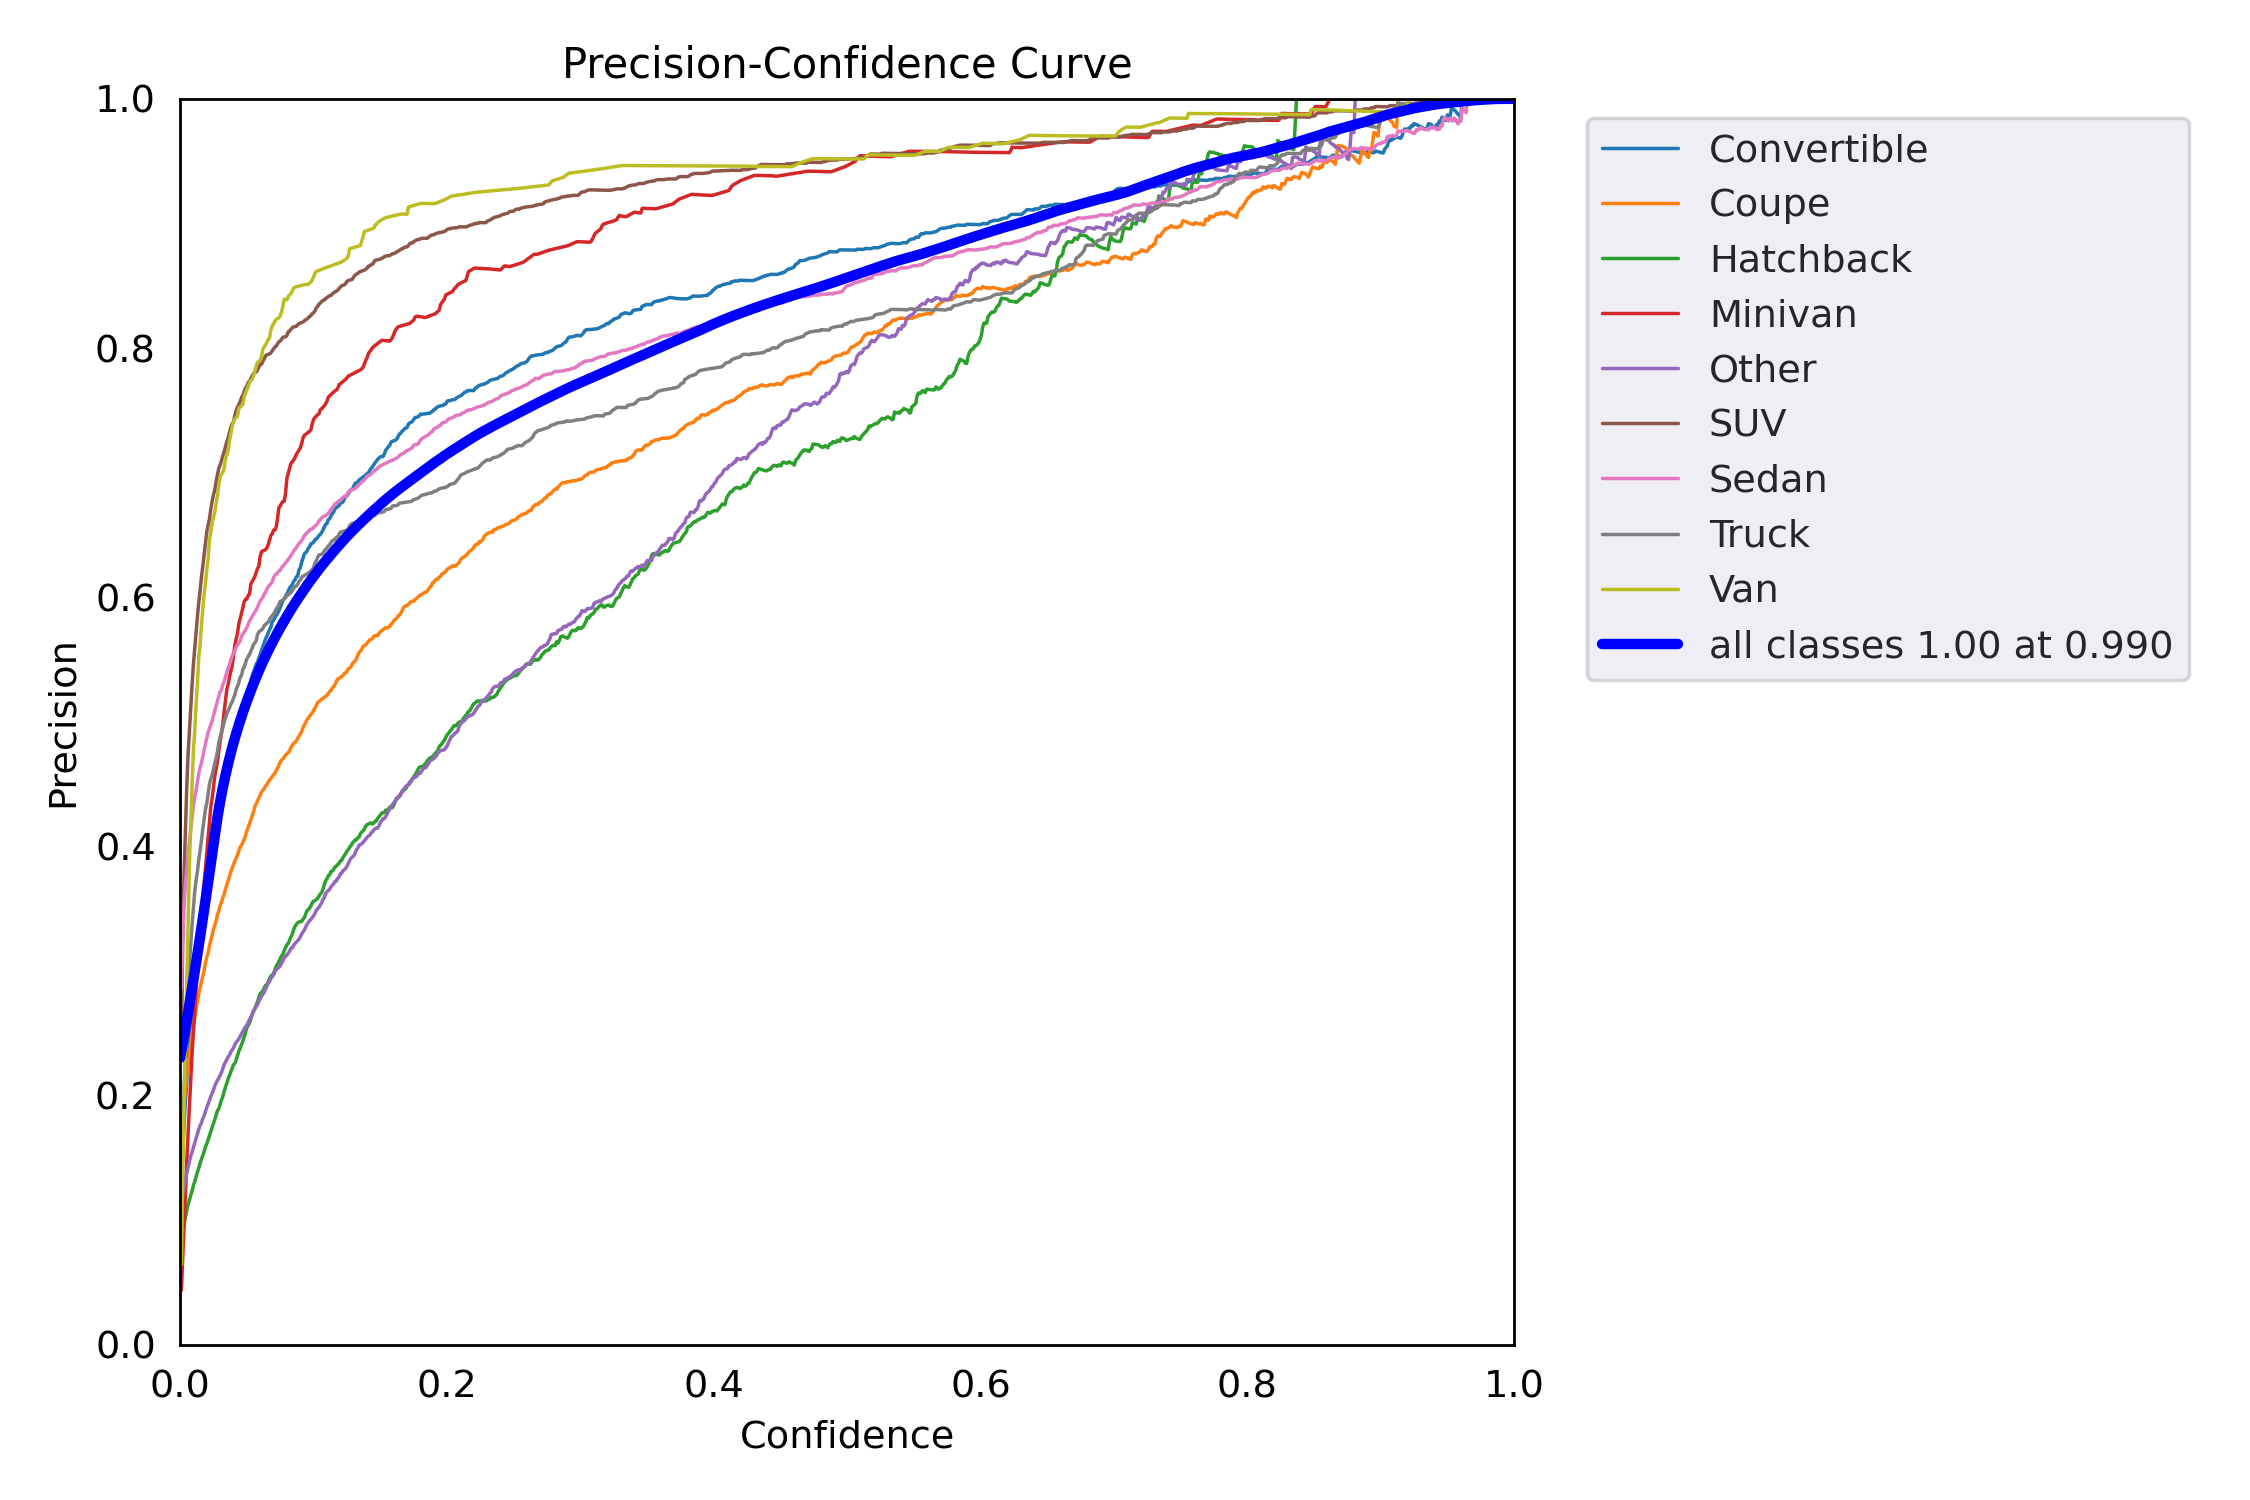 Precision-Confidence Curve
1.0
0.8
0.6
0.4
0.2
0.0
Precision
0.0 0.2 0.4 0.6 0.8 1.0
Confidence
Convertible
Coupe
Hatchback
Minivan
Other
SUV
Sedan
Truck
Van
all classes 1.00 at 0.990